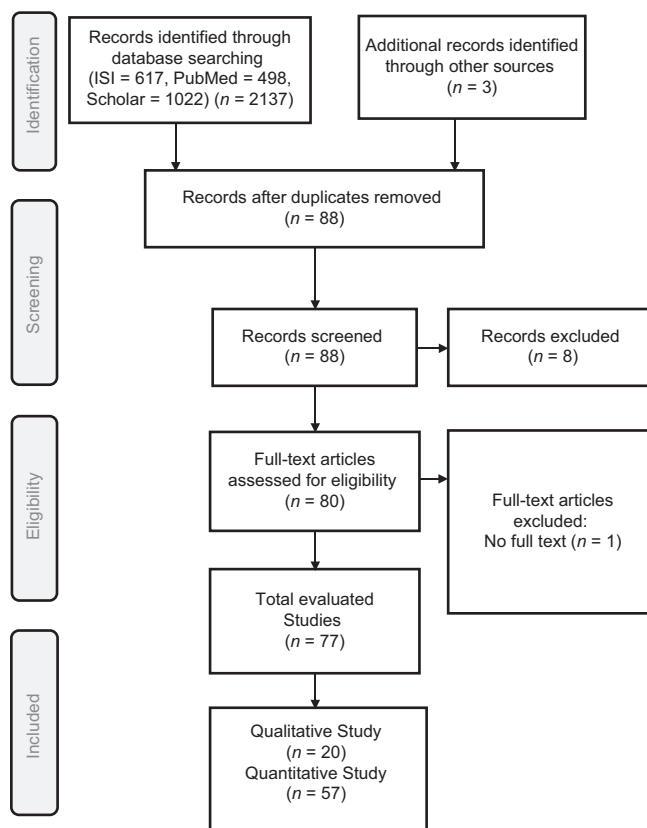 Identification
Records identified through
database searching
(ISI = 617, PubMed = 498,
Scholar = 1022) (n = 2137)
Additional records identified
through other sources
(n = 3)
Records after duplicates removed
(n = 88)
Screening
Records screened
(n = 88)
Records excluded
(n = 8)
Eligibility
Full-text articles
assessed for eligibility
(n = 80)
Full-text articles
excluded:
No full text (n = 1)
Total evaluated
Studies
(n = 77)
Included
Qualitative Study
(n = 20)
Quantitative Study
(n = 57)